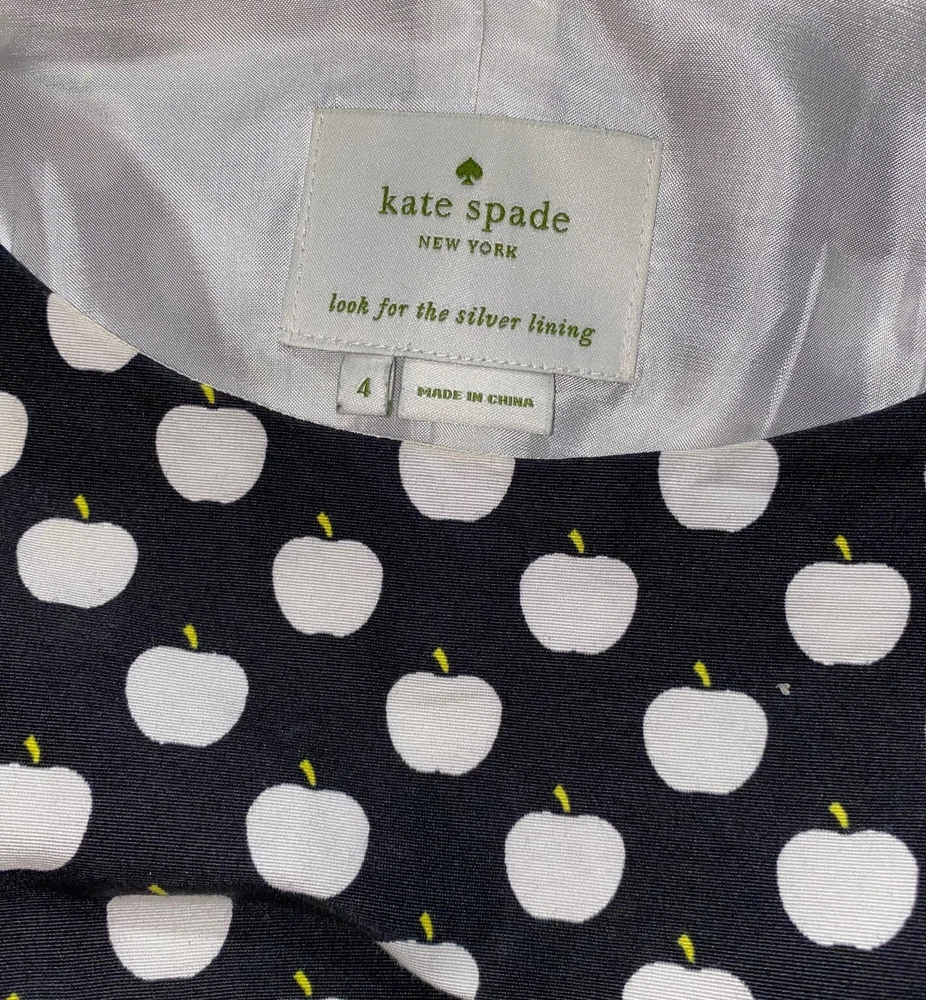 kate spade
NEW YORK
look for the silver lining
4
MADE IN CHINA